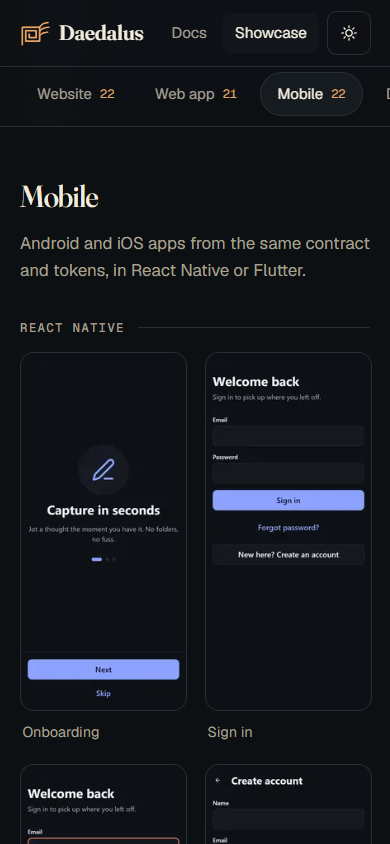 Daedalus Docs Showcase
Website 22 Web app 21 Mobile 22
Mobile
Android and iOS apps from the same contract
and tokens, in React Native or Flutter.
REACT NATIVE
Capture in seconds
Jot a thought the moment you have it. No folders,
no fuss.
Next
Skip
Onboarding
Welcome back
Sign in to pick up where you left off.
Email
Password
Sign in
Forgot password?
New here? Create an account
Sign in
Welcome back
Sign in to pick up where you left off.
Email
Create account
Name
Email